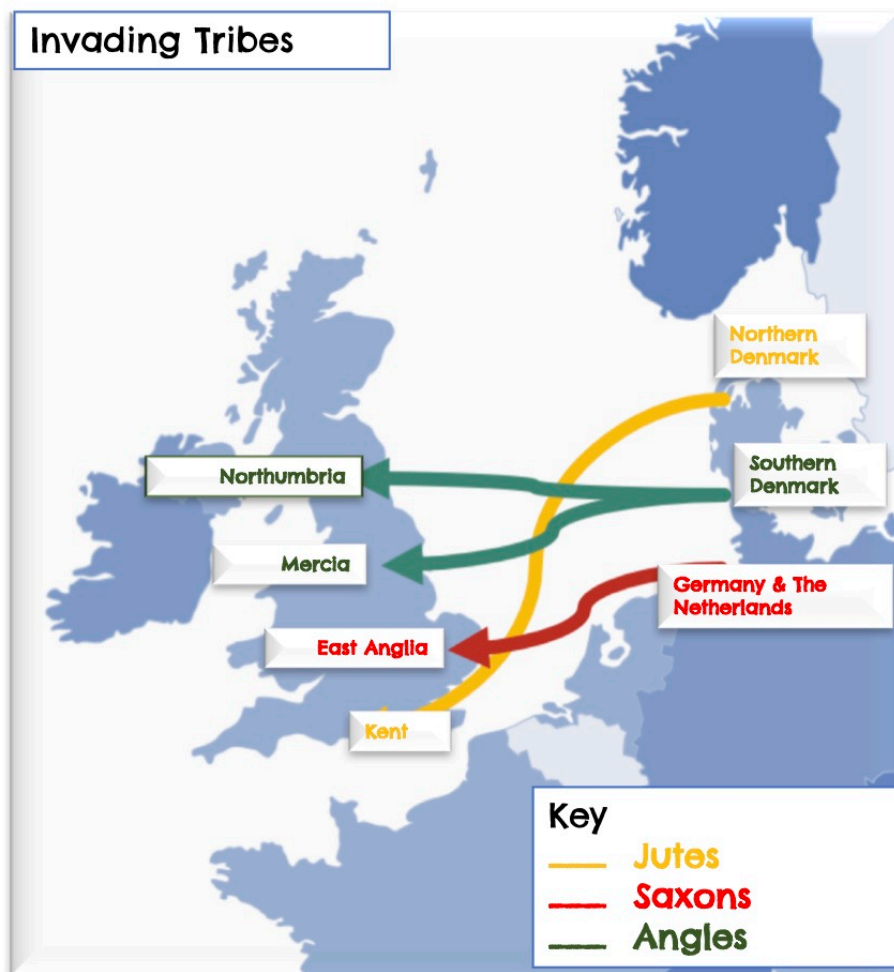 Invading Tribes
Northern
Denmark
Northumbria
Southern
Denmark
Mercia
Germany & The
Netherlands
East Anglia
Kent
Key
Jutes
Saxons
Angles